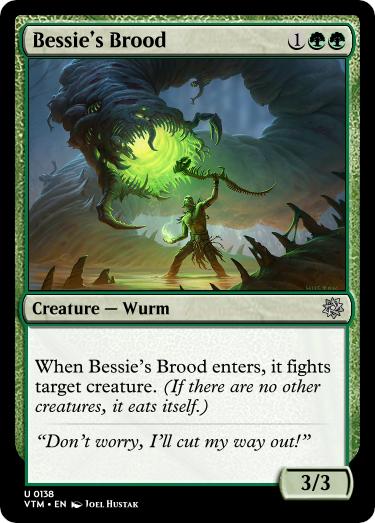 Bessie's Brood 1
Creature — Wurm
When Bessie's Brood enters, it fights
target creature. (If there are no other
creatures, it eats itself.)
“Don't worry, I'll cut my way out!”
3/3
U 0138
VTM • EN Joel Hustak